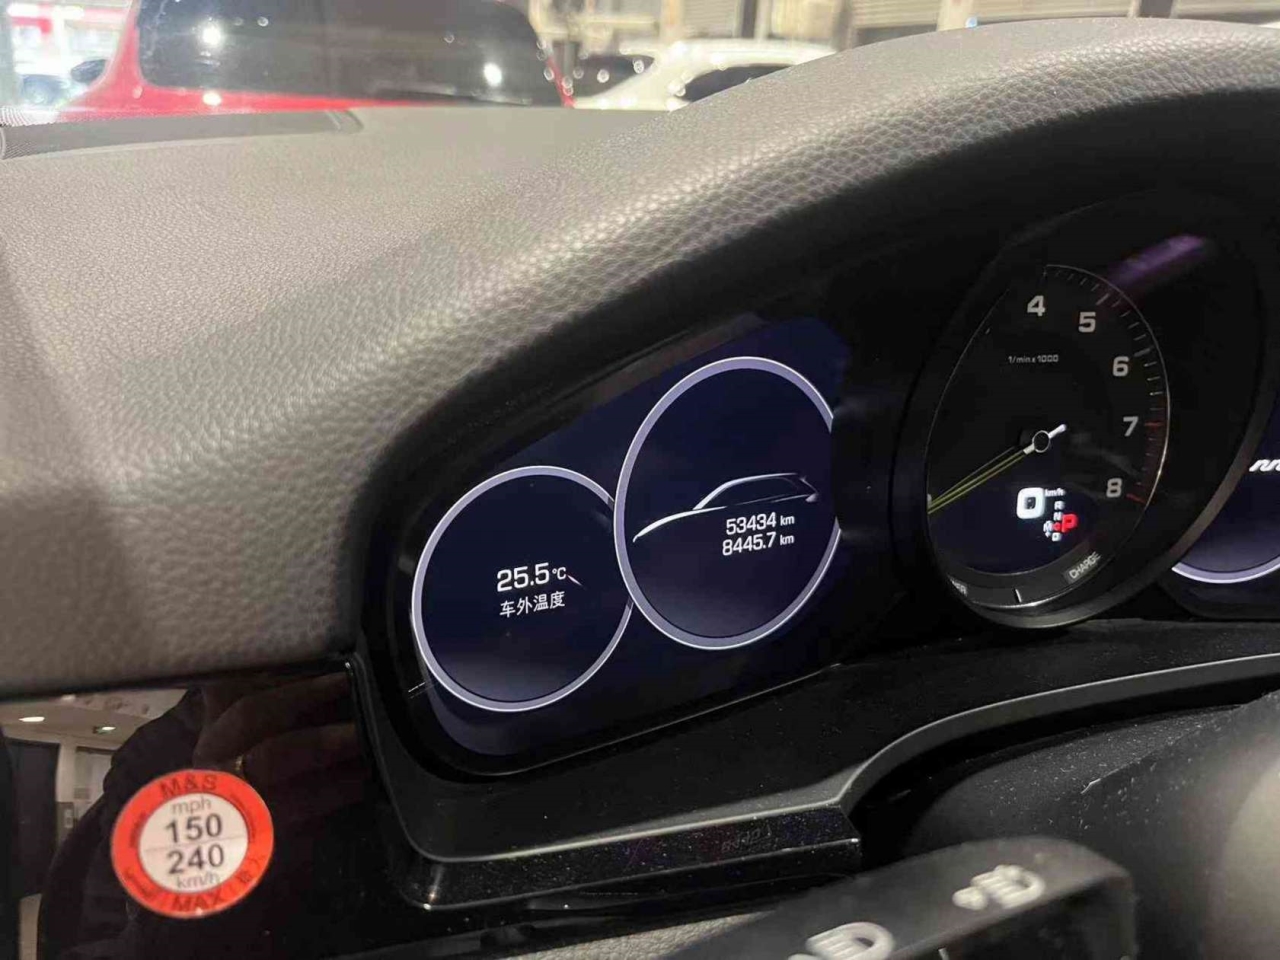 25.5°C
车外温度
53434 km
8445.7 km
4
5
6
7
8
1/min x 1000
0 km/h
R
N
P
D
CHARGE
M&S
mph
150
240
km/h
MAX